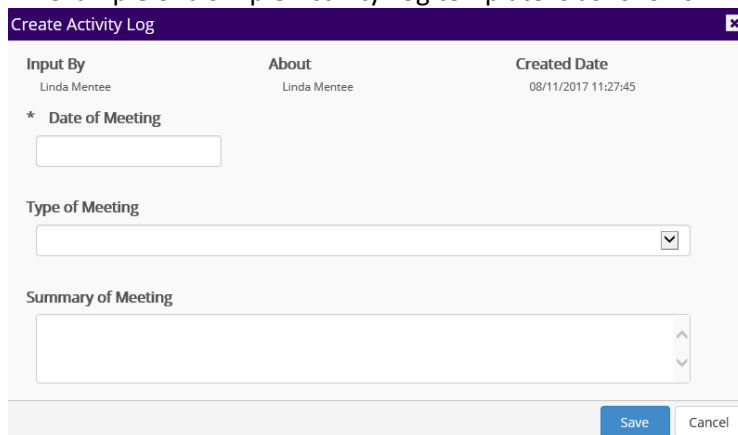 Create Activity Log
Input By About Created Date
Linda Mentee Linda Mentee 08/11/2017 11:27:45
* Date of Meeting
Type of Meeting
Summary of Meeting
Save Cancel